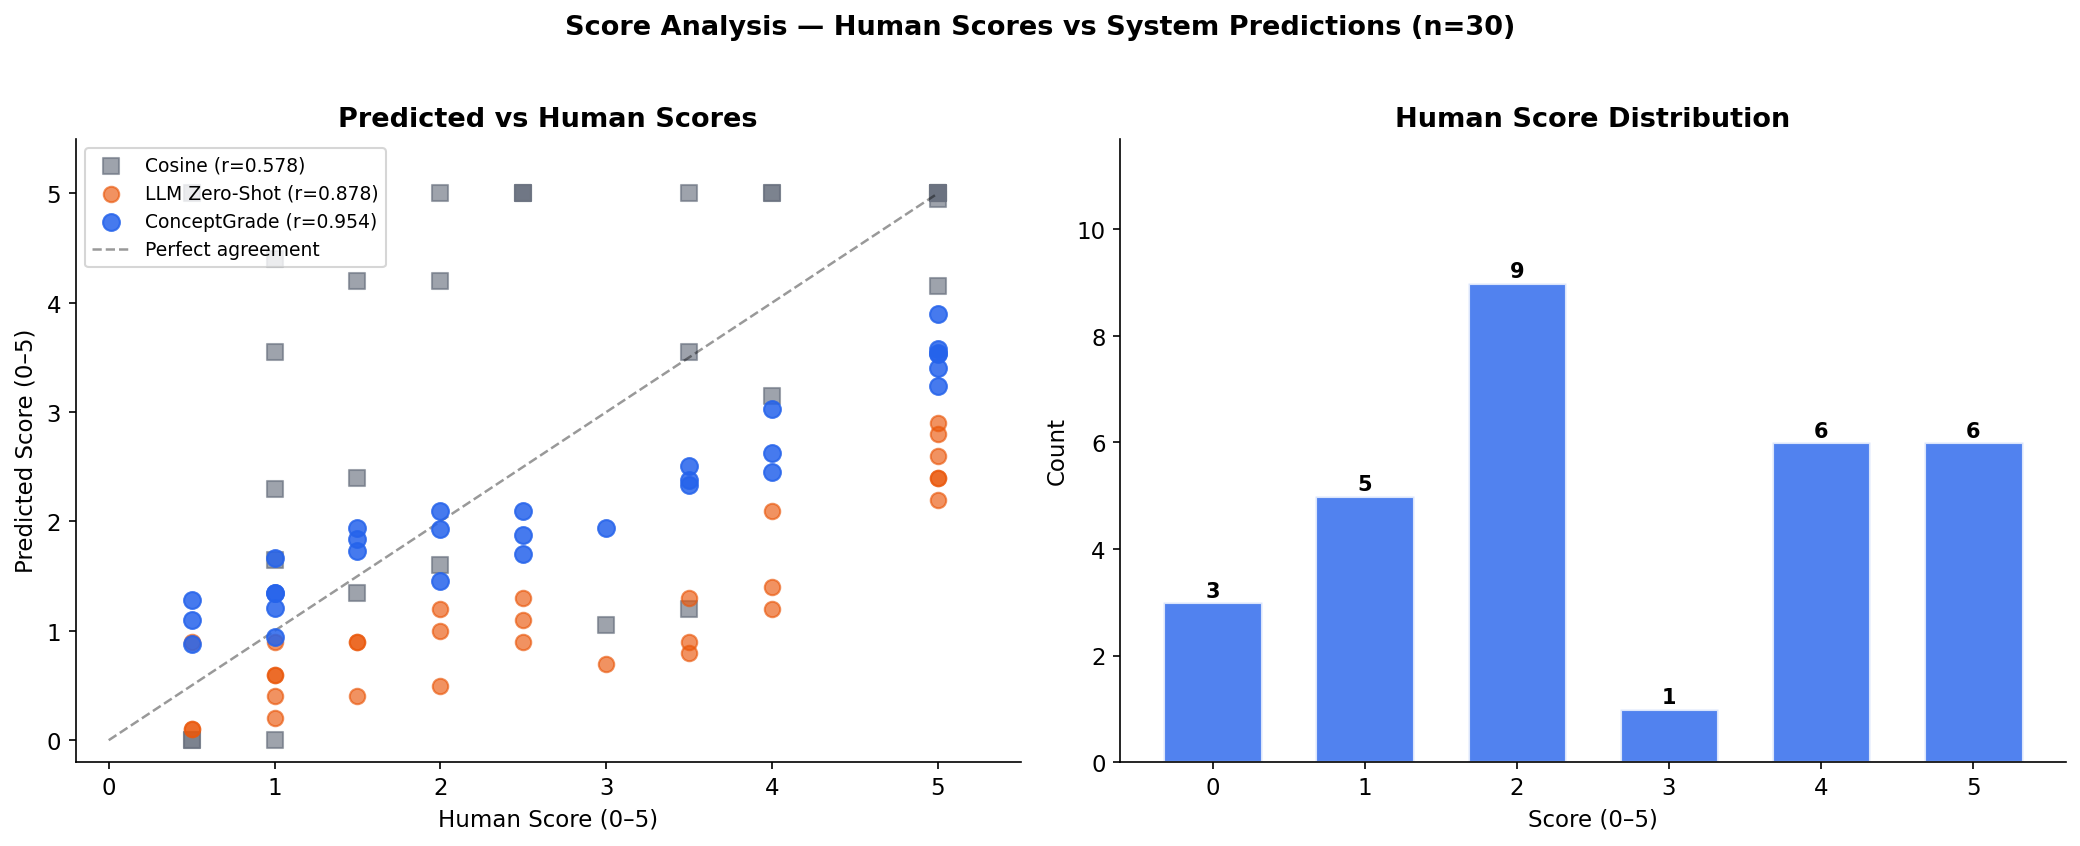 Score Analysis — Human Scores vs System Predictions (n=30)
Predicted vs Human Scores
Cosine (r=0.578)
LLM Zero-Shot (r=0.878)
ConceptGrade (r=0.954)
Perfect agreement
Predicted Score (0–5)
5
4
3
2
1
0
0 1 2 3 4 5
Human Score (0–5)
Human Score Distribution
Count
10
8
6
4
2
0
3 5 9 1 6 6
0 1 2 3 4 5
Score (0–5)